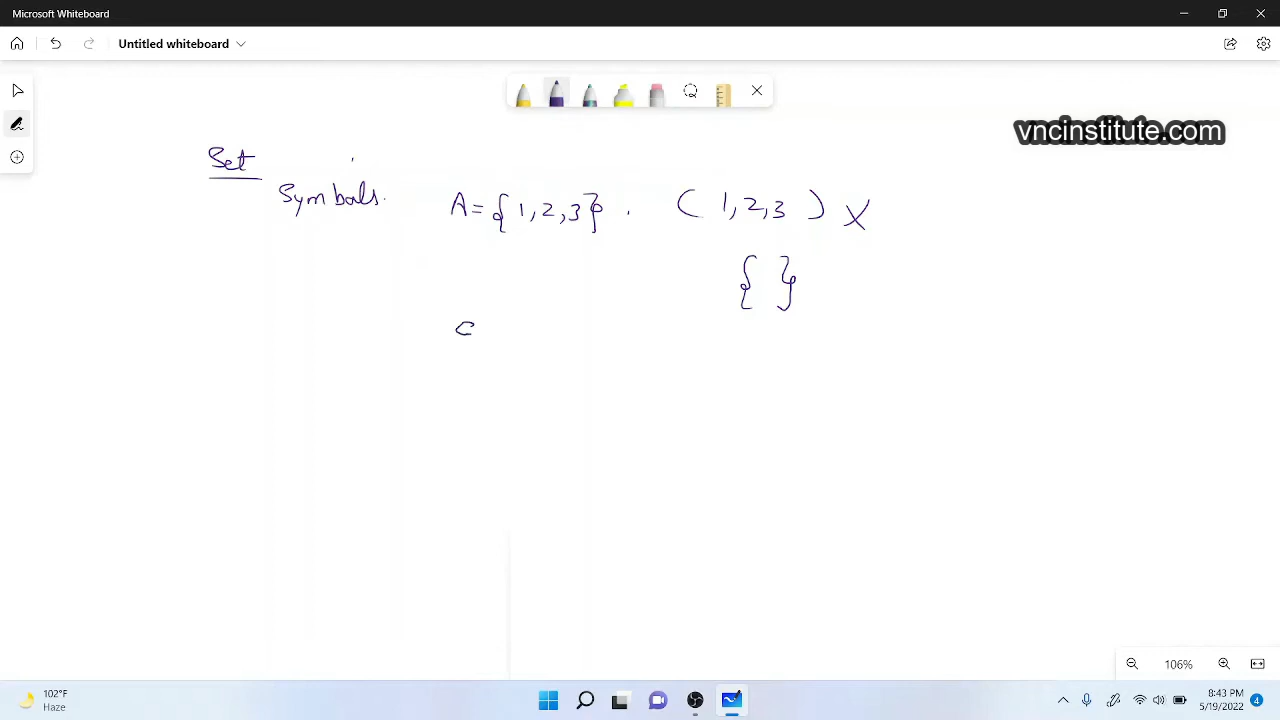 Microsoft Whiteboard
Untitled whiteboard
vncinstitute.com
Set
Symbols.
A = {1, 2, 3} . (1, 2, 3) X
{ }
106%
102°F
Haze
8:43 PM
5/19/2022
4